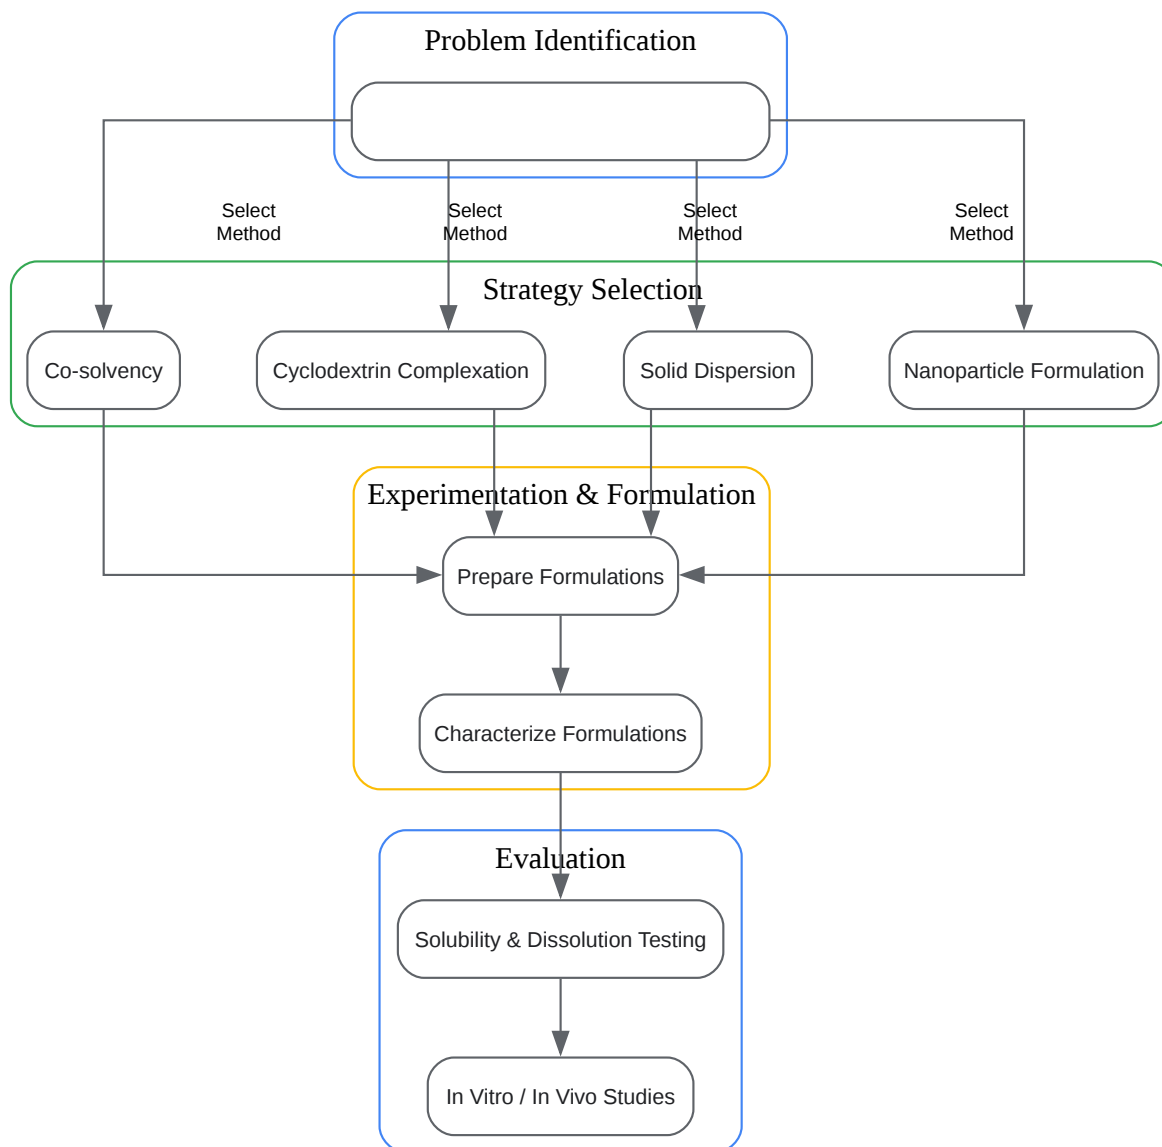 Problem Identification
Select
Method
Select
Method
Select
Method
Select
Method
Strategy Selection
Co-solvency
Cyclodextrin Complexation
Solid Dispersion
Nanoparticle Formulation
Experimentation & Formulation
Prepare Formulations
Characterize Formulations
Evaluation
Solubility & Dissolution Testing
In Vitro / In Vivo Studies